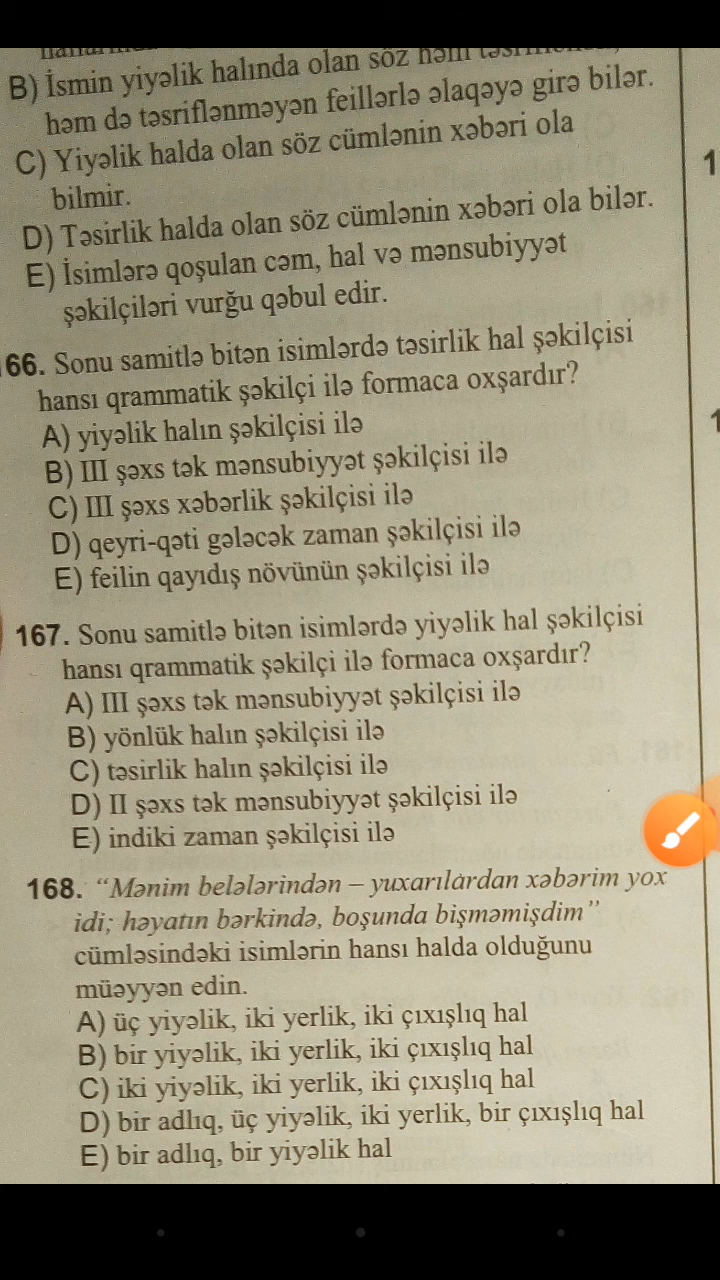 B) İsmin yiyəlik halında olan söz həm
həm də təsriflənməyən feillərlə əlaqəyə girə bilər.
C) Yiyəlik halda olan söz cümlənin xəbəri ola
bilmir.
D) Təsirlik halda olan söz cümlənin xəbəri ola bilər.
E) İsimlərə qoşulan cəm, hal və mənsubiyyət
şəkilçiləri vurğu qəbul edir.
66. Sonu samitlə bitən isimlərdə təsirlik hal şəkilçisi
hansı qrammatik şəkilçi ilə formaca oxşardır?
A) yiyəlik halın şəkilçisi ilə
B) III şəxs tək mənsubiyyət şəkilçisi ilə
C) III şəxs xəbərlik şəkilçisi ilə
D) qeyri-qəti gələcək zaman şəkilçisi ilə
E) feilin qayıdış növünün şəkilçisi ilə
167. Sonu samitlə bitən isimlərdə yiyəlik hal şəkilçisi
hansı qrammatik şəkilçi ilə formaca oxşardır?
A) III şəxs tək mənsubiyyət şəkilçisi ilə
B) yönlük halın şəkilçisi ilə
C) təsirlik halın şəkilçisi ilə
D) II şəxs tək mənsubiyyət şəkilçisi ilə
E) indiki zaman şəkilçisi ilə
168. “Mənim belələrindən – yuxarılardan xəbərim yox
idi; həyatın bərkində, boşunda bişməmişdim”
cümləsindəki isimlərin hansı halda olduğunu
müəyyən edin.
A) üç yiyəlik, iki yerlik, iki çıxışlıq hal
B) bir yiyəlik, iki yerlik, iki çıxışlıq hal
C) iki yiyəlik, iki yerlik, iki çıxışlıq hal
D) bir adlıq, üç yiyəlik, iki yerlik, bir çıxışlıq hal
E) bir adlıq, bir yiyəlik hal